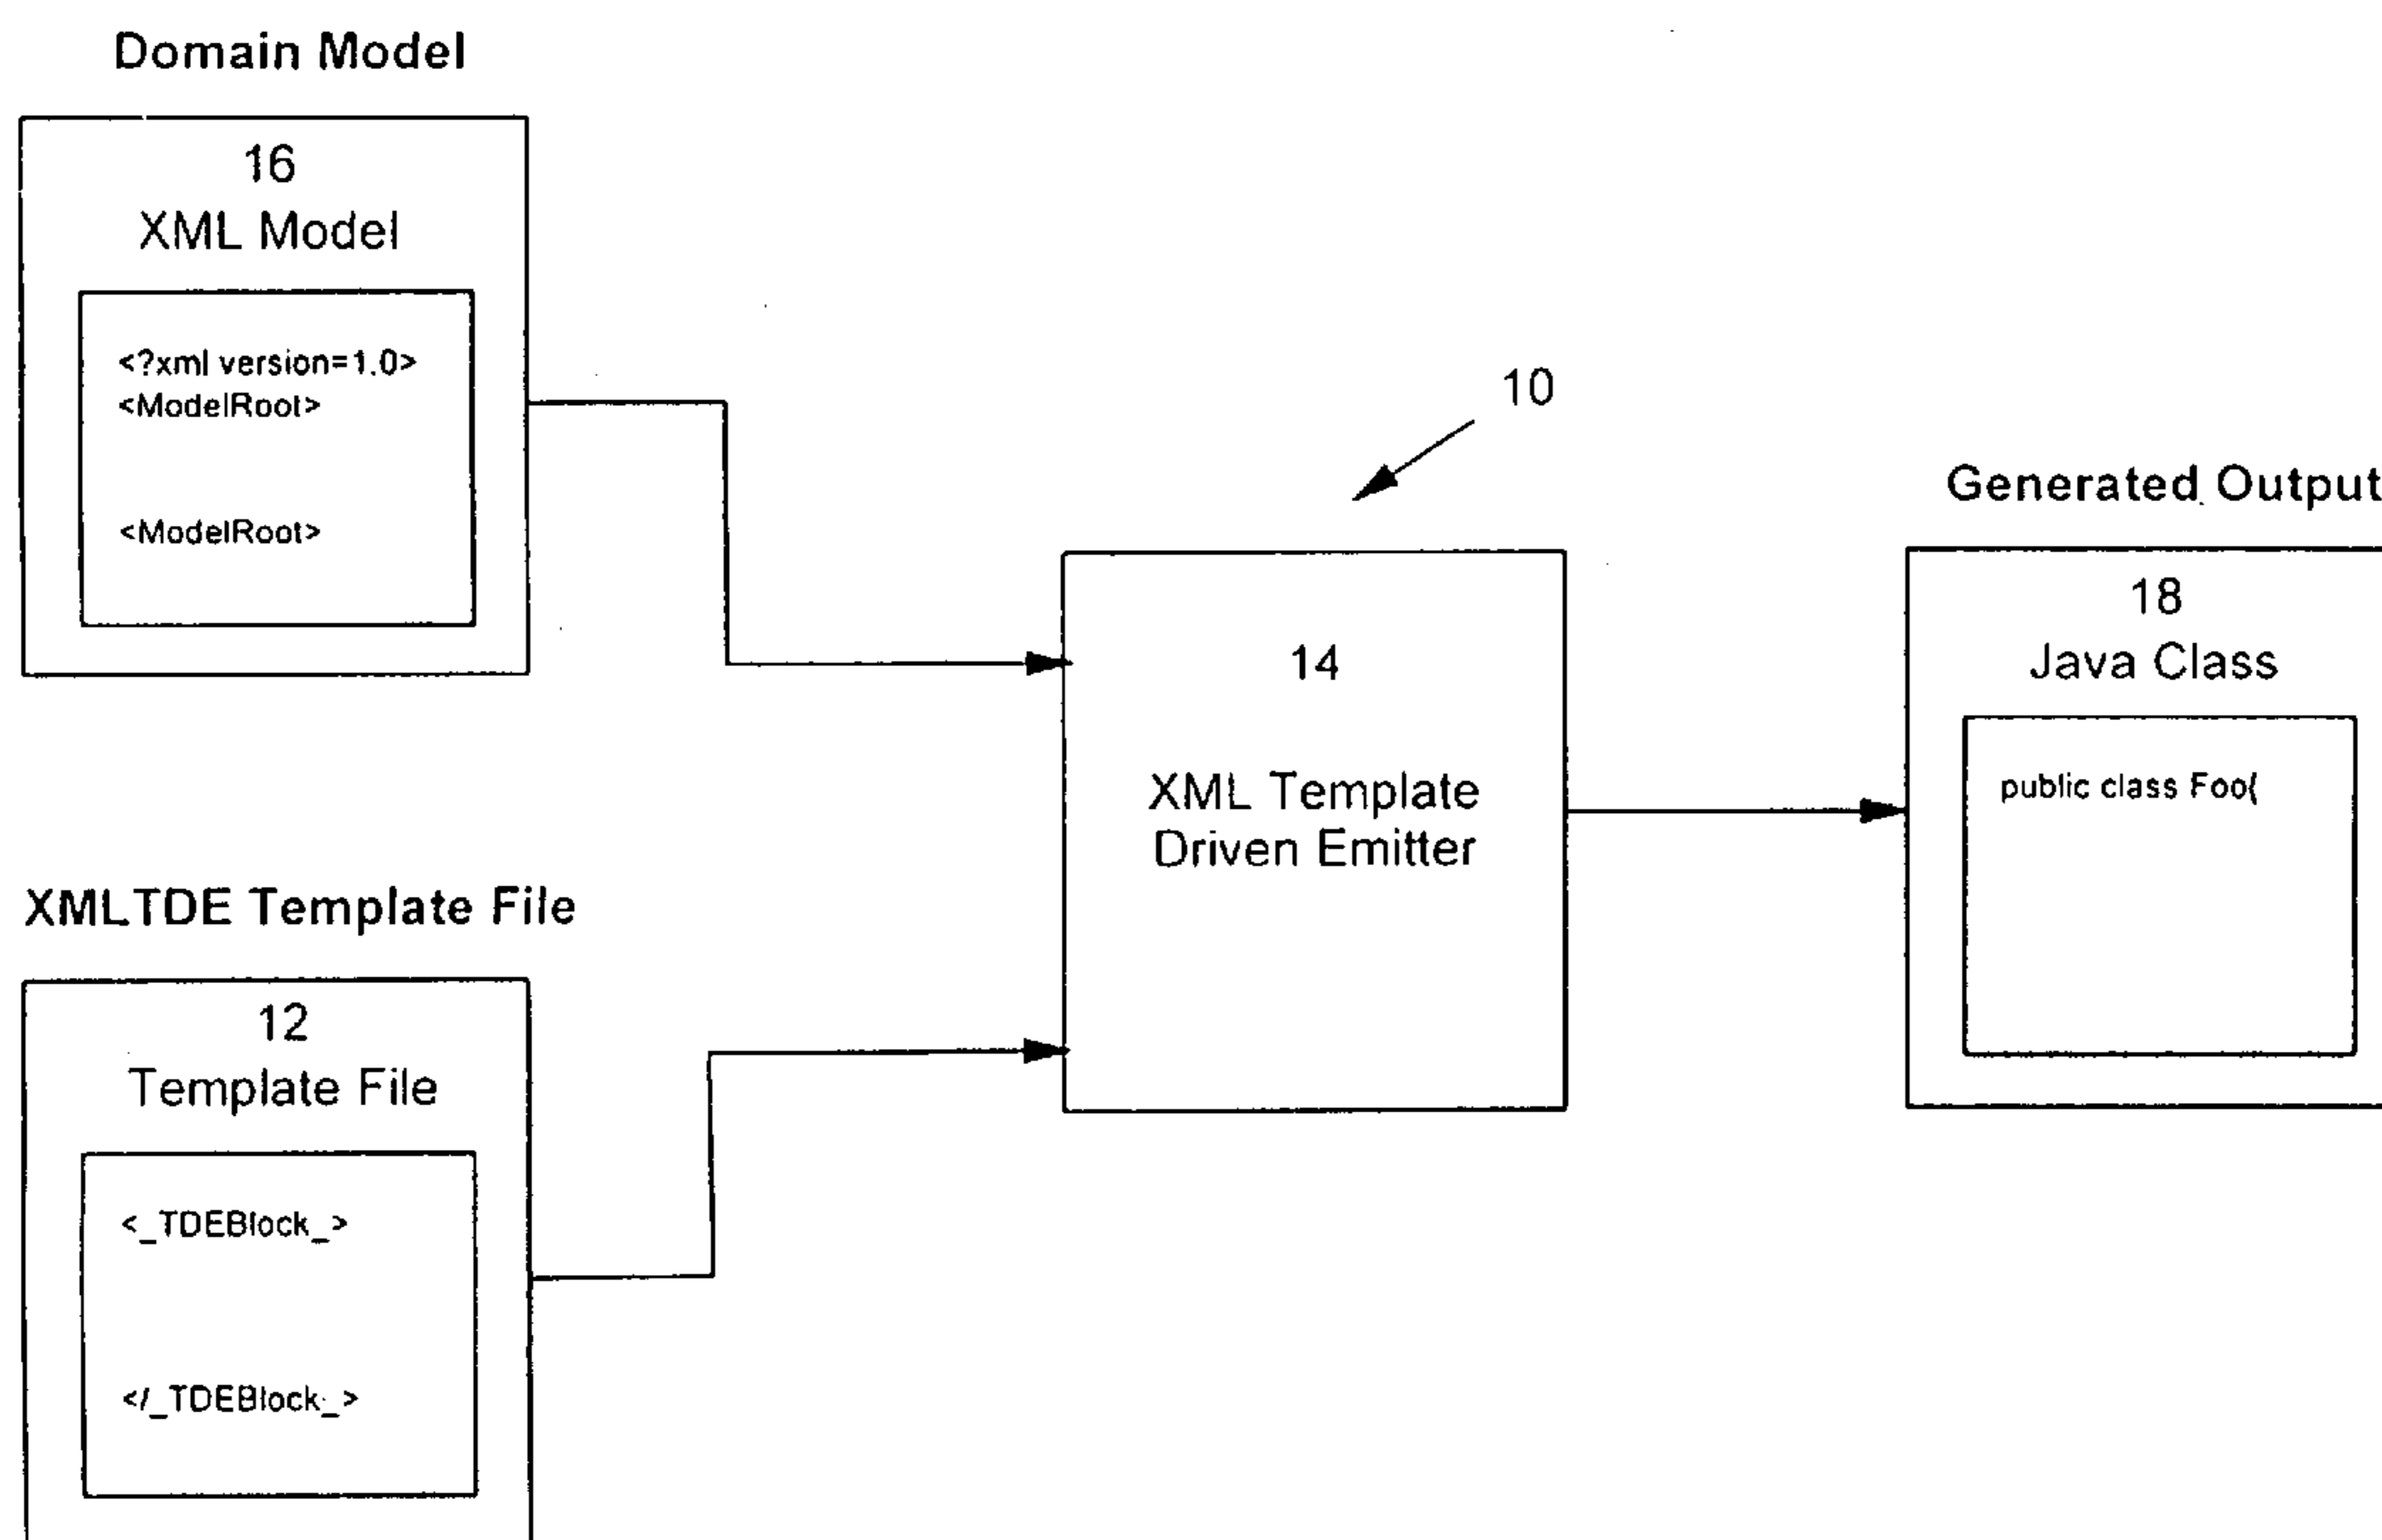 Domain Model
16
XML Model
<?xml version=1.0>
<ModelRoot>
<ModelRoot>
10
Generated Output
14
XML Template
Driven Emitter
18
Java Class
public class Foo{
XMLTDE Template File
12
Template File
<_TDEBlock_>
</_TDEBlock_>